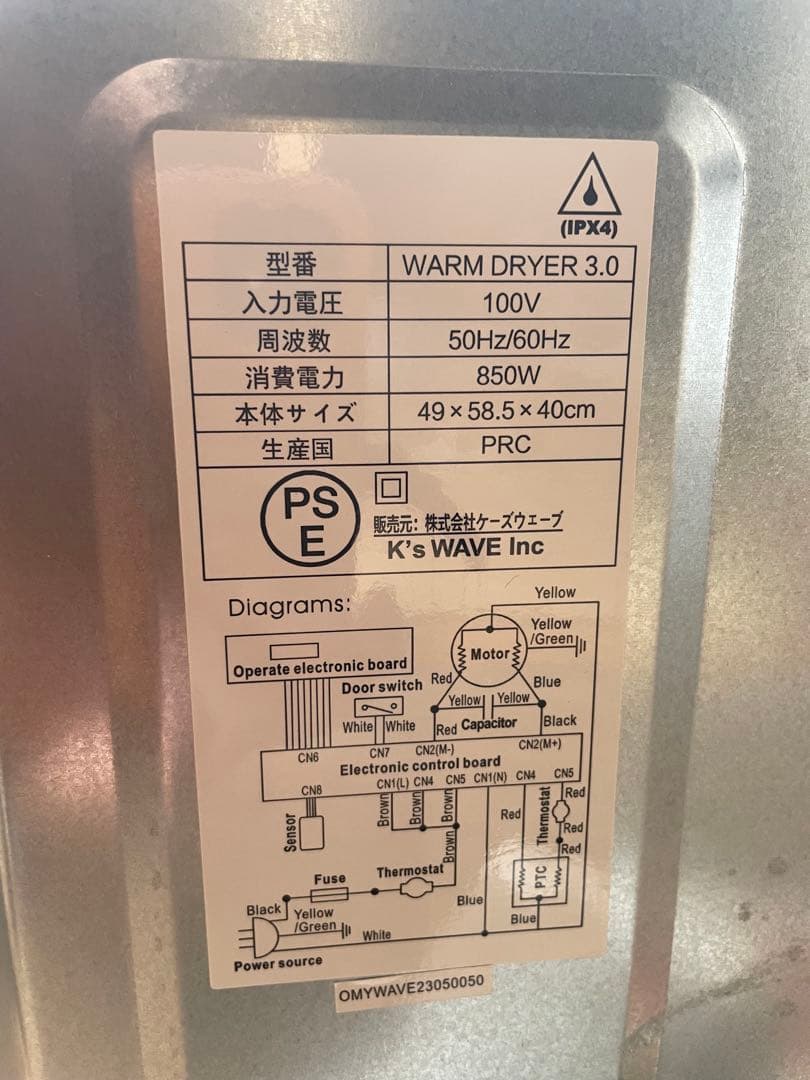 (IPX4)
型番 WARM DRYER 3.0
入力電圧 100V
周波数 50Hz/60Hz
消費電力 850W
本体サイズ 49×58.5×40cm
生産国 PRC
PS
E
販売元: 株式会社ケーズウェーブ
K's WAVE Inc
Diagrams:
Yellow
Yellow
/Green
Motor
Operate electronic board
Red
Blue
Door switch
Yellow Yellow
White White
Red Capacitor Black
CN6 CN7 CN2(M-) CN2(M+)
Electronic control board
CN8 CN1(L) CN4 CN5 CN1(N) CN4 CN5
Sensor
Brown
Brown
Brown
Red
Thermostat
Red
Red
Brown
Red
PTC
Thermostat
Fuse
Blue
Blue
Black
Yellow
/Green
White
Power source
OMYWAVE23050050